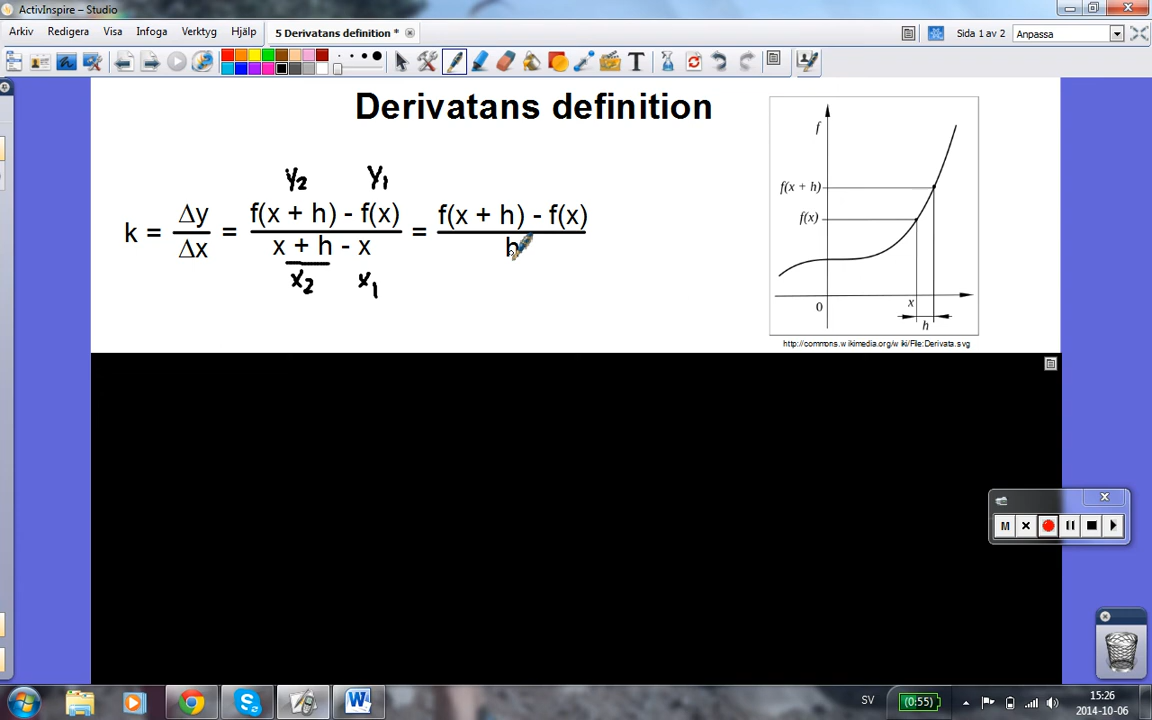 ActivInspire – Studio
Arkiv Redigera Visa Infoga Verktyg Hjälp 5 Derivatans definition * Sida 1 av 2 Anpassa
T
Derivatans definition
y₂ y₁
k = Δy/Δx = f(x + h) - f(x)/x + h - x = f(x + h) - f(x)/h
x₂ x₁
f
f(x + h)
f(x)
0 x
h
http://commons.wikimedia.org/wiki/File:Derivata.svg
M
SV (0:55) 15:26
2014-10-06